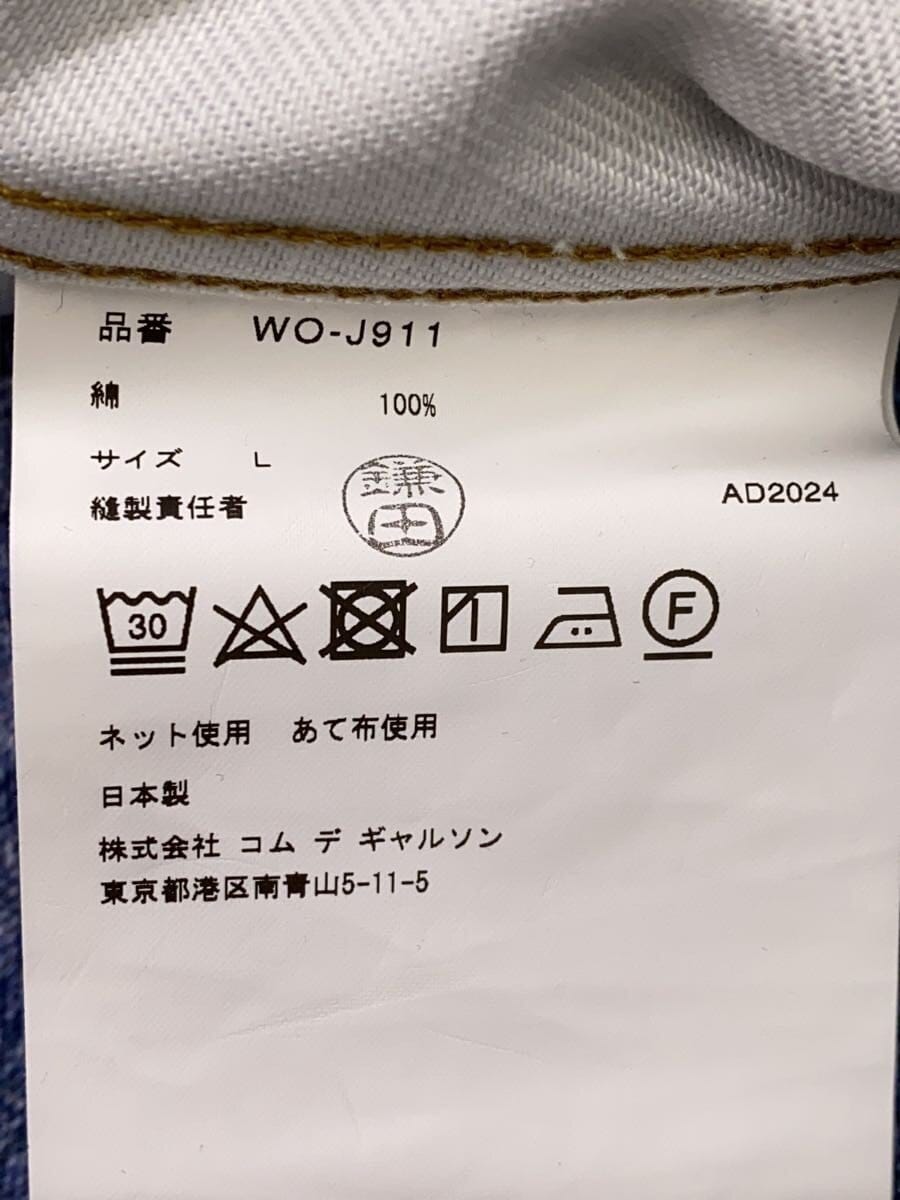 品番 WO-J911
綿 100%
サイズ L
縫製責任者 鎌田 AD2024
30 F
ネット使用 あて布使用
日本製
株式会社 コム デ ギャルソン
東京都港区南青山5-11-5